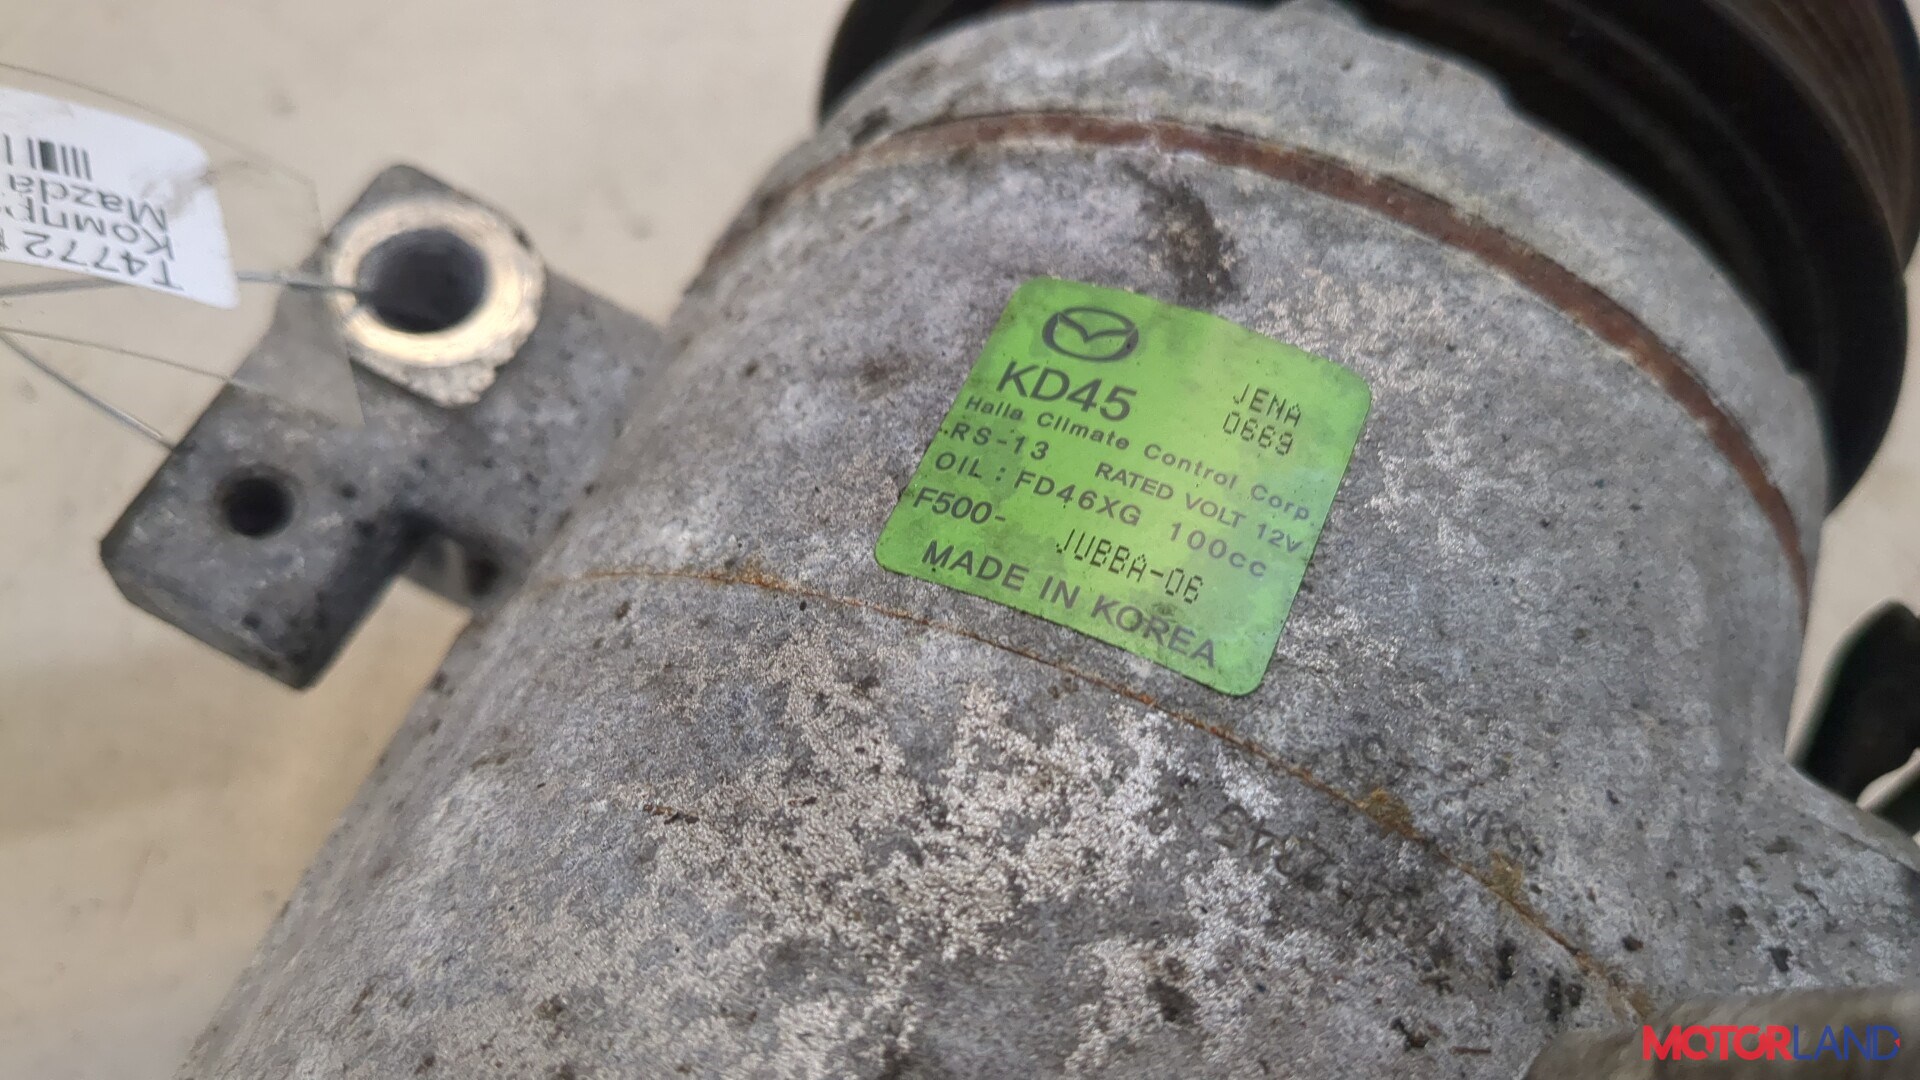 KD45
JENA
0669
Halla Climate Control Corp.
RS-13 RATED VOLT 12V
OIL: FD46XG 100cc
F500- JUBBA-06
MADE IN KOREA
T4772
Mazda
MOTORLAND